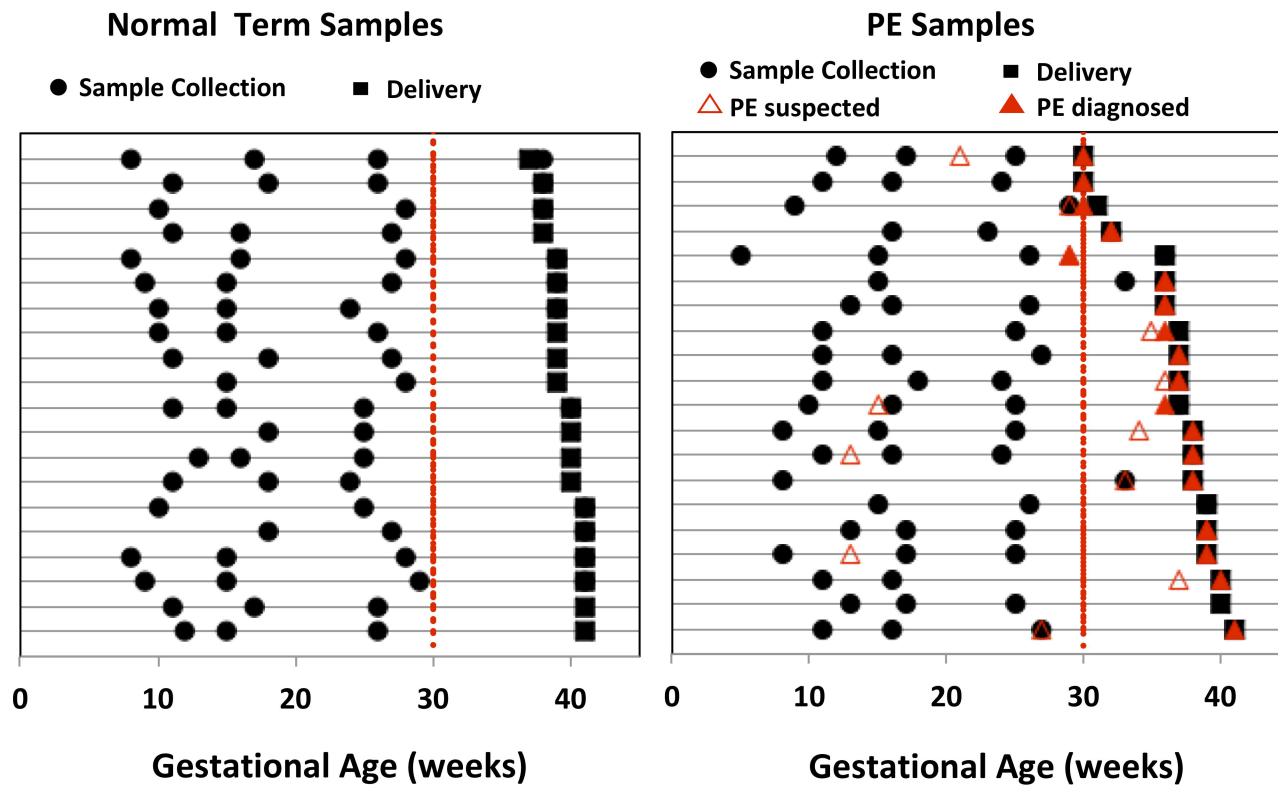 Normal  Term Samples
Sample Collection
Delivery
0
10
20
30
40
Gestational Age (weeks)
PE Samples
Sample Collection
Delivery
PE suspected
PE diagnosed
0
10
20
30
40
Gestational Age (weeks)